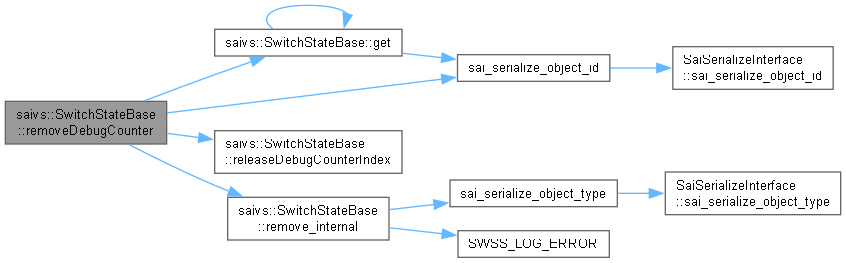 saivs::SwitchStateBase
::removeDebugCounter
saivs::SwitchStateBase::get
sai_serialize_object_id
SaiSerializeInterface
::sai_serialize_object_id
saivs::SwitchStateBase
::releaseDebugCounterIndex
saivs::SwitchStateBase
::remove_internal
sai_serialize_object_type
SaiSerializeInterface
::sai_serialize_object_type
SWSS_LOG_ERROR